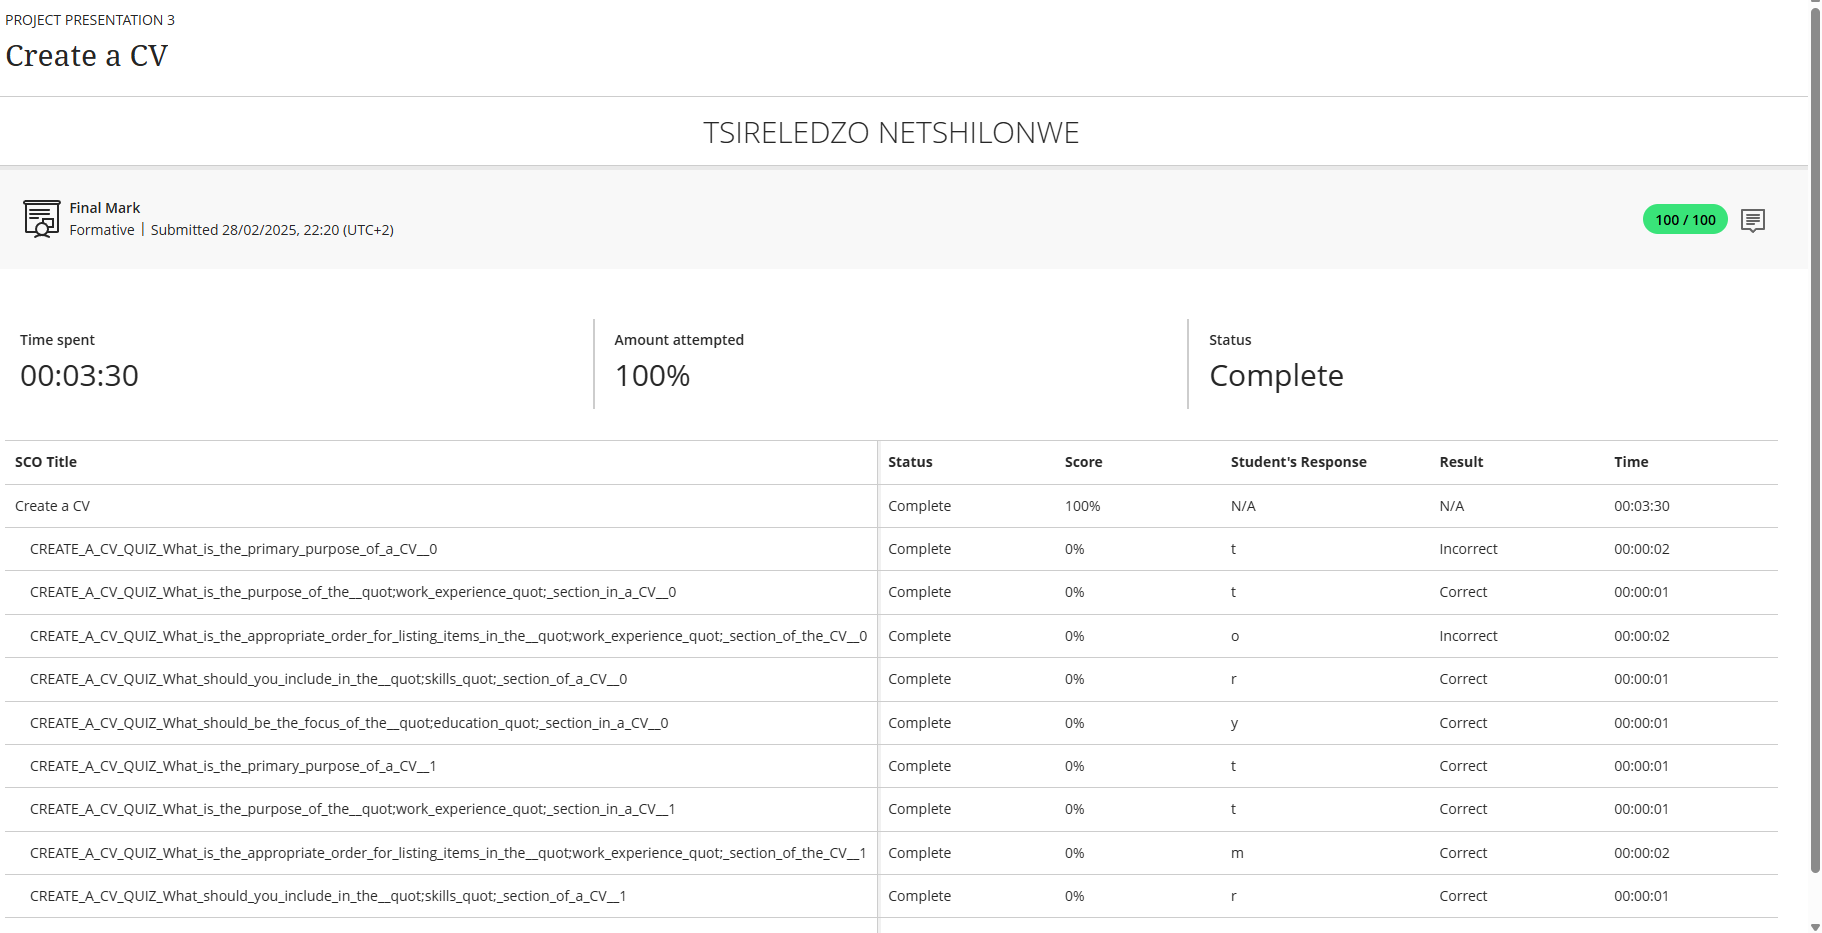 PROJECT PRESENTATION 3
Create a CV
TSIRELEDZO NETSHILONWE
Final Mark
Formative | Submitted 28/02/2025, 22:20 (UTC+2)
100 / 100
Time spent
00:03:30
Amount attempted
100%
Status
Complete
SCO Title Status Score Student's Response Result Time
Create a CV Complete 100% N/A N/A 00:03:30
CREATE_A_CV_QUIZ_What_is_the_primary_purpose_of_a_CV__0 Complete 0% t Incorrect 00:00:02
CREATE_A_CV_QUIZ_What_is_the_purpose_of_the__quot;work_experience_quot;_section_in_a_CV__0 Complete 0% t Correct 00:00:01
CREATE_A_CV_QUIZ_What_is_the_appropriate_order_for_listing_items_in_the__quot;work_experience_quot;_section_of_the_CV__0 Complete 0% o Incorrect 00:00:02
CREATE_A_CV_QUIZ_What_should_you_include_in_the__quot;skills_quot;_section_of_a_CV__0 Complete 0% r Correct 00:00:01
CREATE_A_CV_QUIZ_What_should_be_the_focus_of_the__quot;education_quot;_section_in_a_CV__0 Complete 0% y Correct 00:00:01
CREATE_A_CV_QUIZ_What_is_the_primary_purpose_of_a_CV__1 Complete 0% t Correct 00:00:01
CREATE_A_CV_QUIZ_What_is_the_purpose_of_the__quot;work_experience_quot;_section_in_a_CV__1 Complete 0% t Correct 00:00:01
CREATE_A_CV_QUIZ_What_is_the_appropriate_order_for_listing_items_in_the__quot;work_experience_quot;_section_of_the_CV__1 Complete 0% m Correct 00:00:02
CREATE_A_CV_QUIZ_What_should_you_include_in_the__quot;skills_quot;_section_of_a_CV__1 Complete 0% r Correct 00:00:01